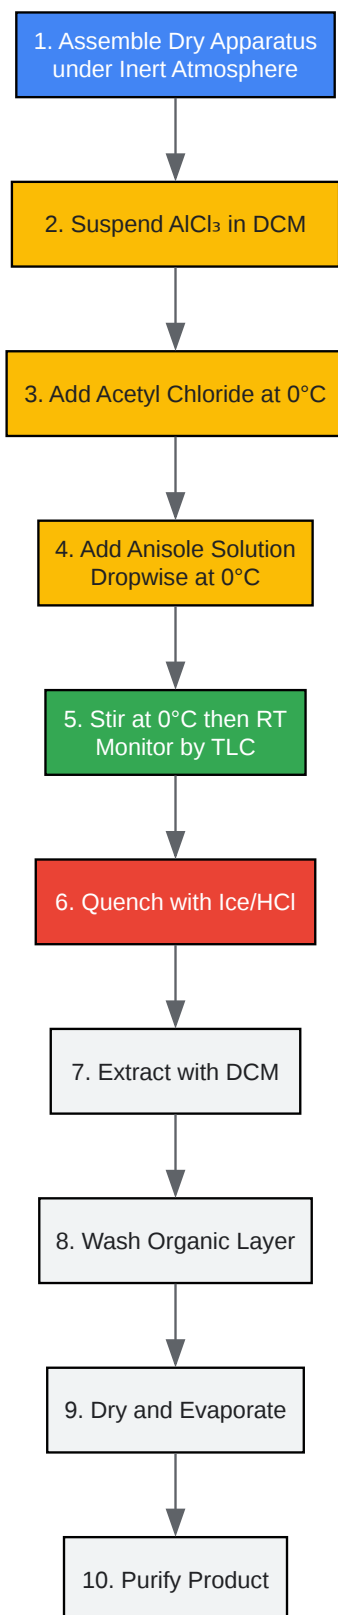 1. Assemble Dry Apparatus
under Inert Atmosphere
2. Suspend AlCl₃ in DCM
3. Add Acetyl Chloride at 0°C
4. Add Anisole Solution
Dropwise at 0°C
5. Stir at 0°C then RT
Monitor by TLC
6. Quench with Ice/HCl
7. Extract with DCM
8. Wash Organic Layer
9. Dry and Evaporate
10. Purify Product